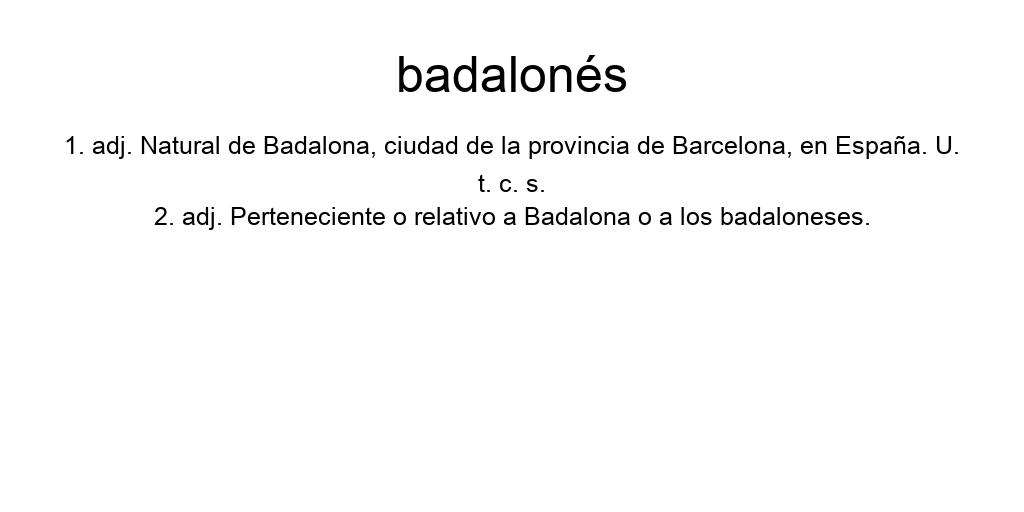 badalonés
1. adj. Natural de Badalona, ciudad de la provincia de Barcelona, en España. U.
t. c. s.
2. adj. Perteneciente o relativo a Badalona o a los badaloneses.